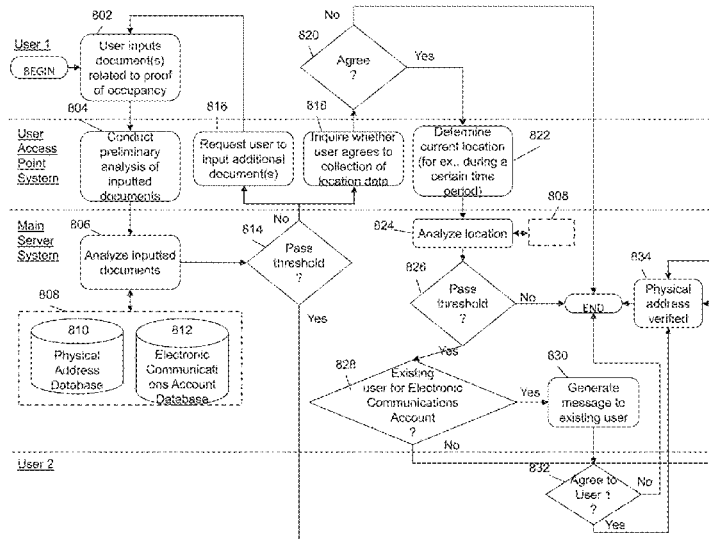 802
User 1
BEGIN
User inputs
document(s)
related to proof
of occupancy
804
User
Access
Point
System
Conduct
preliminary
analysis of
inputted
documents
816
Request user to
input additional
document(s)
816
Inquire whether
user agrees to
collection of
location data
No
820
Agree
?
Yes
Determine
current location
(for ex., during a
certain time
period)
822
Main
Server
System
806
Analyze inputted
documents
808
810
Physical
Address
Database
812
Electronic
Communicati
ons Account
Database
No
814
Pass
threshold
?
Yes
824
Analyze location
808
826
Pass
threshold
?
No
END
834
Physical
address
verified
Yes
828
Existing
user for Electronic
Communications
Account
?
Yes
No
830
Generate
message to
existing user
User 2
832
Agree to
User 1
?
No
Yes